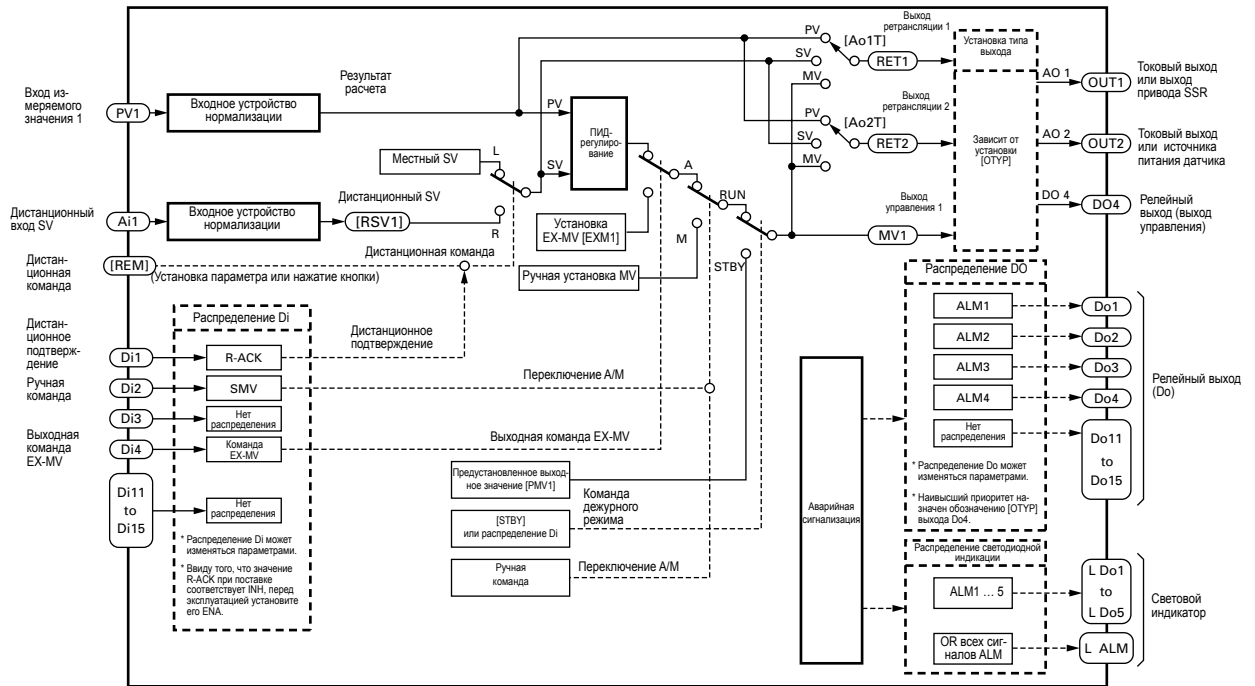 Вход из-
меряемого
значения 1
PV1
Входное устройство
нормализации
Результат
расчета
Местный SV
L
Дистанционный SV
R
SV
PV
ПИД-
регулиро-
вание
Дистанционный
вход SV
Ai1
Входное устройство
нормализации
[RSV1]
Дистан-
ционная
команда
[REM]
(Установка параметра или нажатие кнопки)
Дистанционная команда
Установка
EX-MV [EXM1]
Ручная установка MV
A
M
RUN
STBY
PV
SV
MV
[Ao1T]
Выход
ретрансляции 1
RET1
PV
SV
MV
[Ao2T]
Выход
ретрансляции 2
RET2
Выход
управления 1
MV1
Установка типа
выхода
Зависит от
установки
[OTYP]
AO 1
OUT1
Токовый выход
или выход
привода SSR
AO 2
OUT2
Токовый выход
или источника
питания датчика
DO 4
DO4
Релейный
выход (выход
управления)
Дистан-
ционное
подтверж-
дение
Ручная
команда
Выходная
команда
EX-MV
Di1
Di2
Di3
Di4
Di11
to
Di15
Распределение Di
R-ACK
SMV
Нет
распределения
Команда
EX-MV
Нет
распределения
* Распределение Di может
изменяться параметрами.
* Ввиду того, что значение
R-ACK при поставке
соответствует INH, перед
эксплуатацией установите
его ENA.
Дистанционное
подтверждение
Переключение A/M
Выходная команда EX-MV
Предустановленное выход-
ное значение [PMV1]
[STBY]
или распределение Di
Команда
дежурного
режима
Ручная
команда
Переключение A/M
Аварийная
сигнализация
Распределение DO
ALM1
ALM2
ALM3
ALM4
Нет
распределения
* Распределение Do может
изменяться параметрами.
* Наивысший приоритет на-
значен обозначению [OTYP]
выхода Do4.
Do1
Do2
Do3
Do4
Do11
to
Do15
Релейный выход
(Do)
Распределение светодиодной
индикации
ALM1 ... 5
OR всех сиг-
налов ALM
L Do1
to
L Do5
L ALM
Световой
индикатор